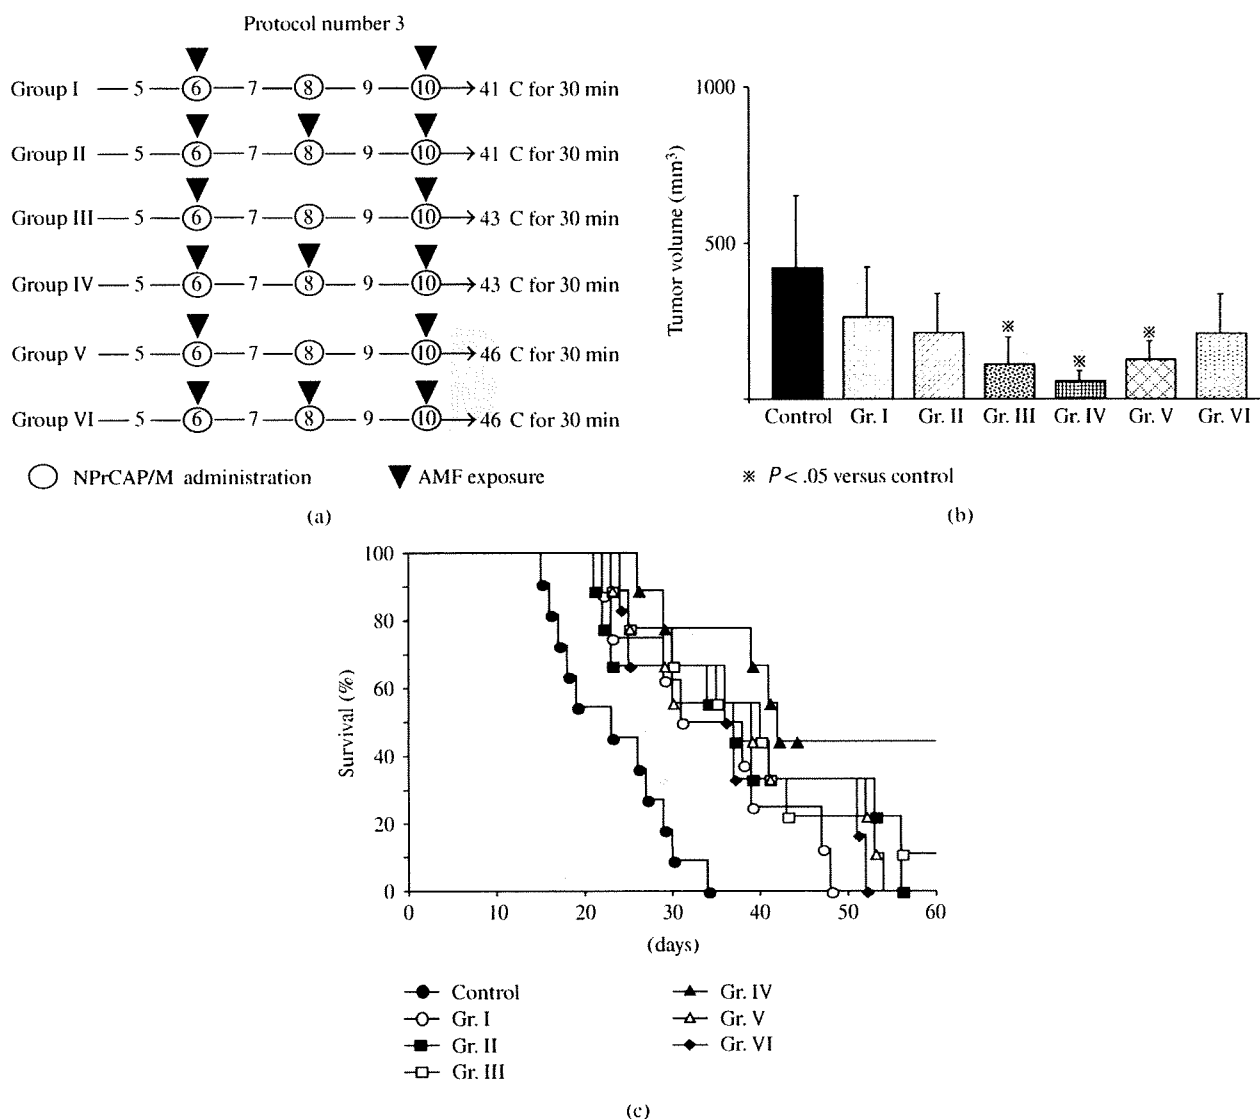 Protocol number 3
Group I 5 6 7 8 9 10 41 C for 30 min
Group II 5 6 7 8 9 10 41 C for 30 min
Group III 5 6 7 8 9 10 43 C for 30 min
Group IV 5 6 7 8 9 10 43 C for 30 min
Group V 5 6 7 8 9 10 46 C for 30 min
Group VI 5 6 7 8 9 10 46 C for 30 min
NPrCAP/M administration
AMF exposure
(a)
1000
500
Tumor volume (mm³)
※
※
※
Control Gr. I Gr. II Gr. III Gr. IV Gr. V Gr. VI
※ P < .05 versus control
(b)
100
80
60
40
20
0
Survival (%)
0 10 20 30 40 50 60
(days)
Control
Gr. I
Gr. II
Gr. III
Gr. IV
Gr. V
Gr. VI
(c)